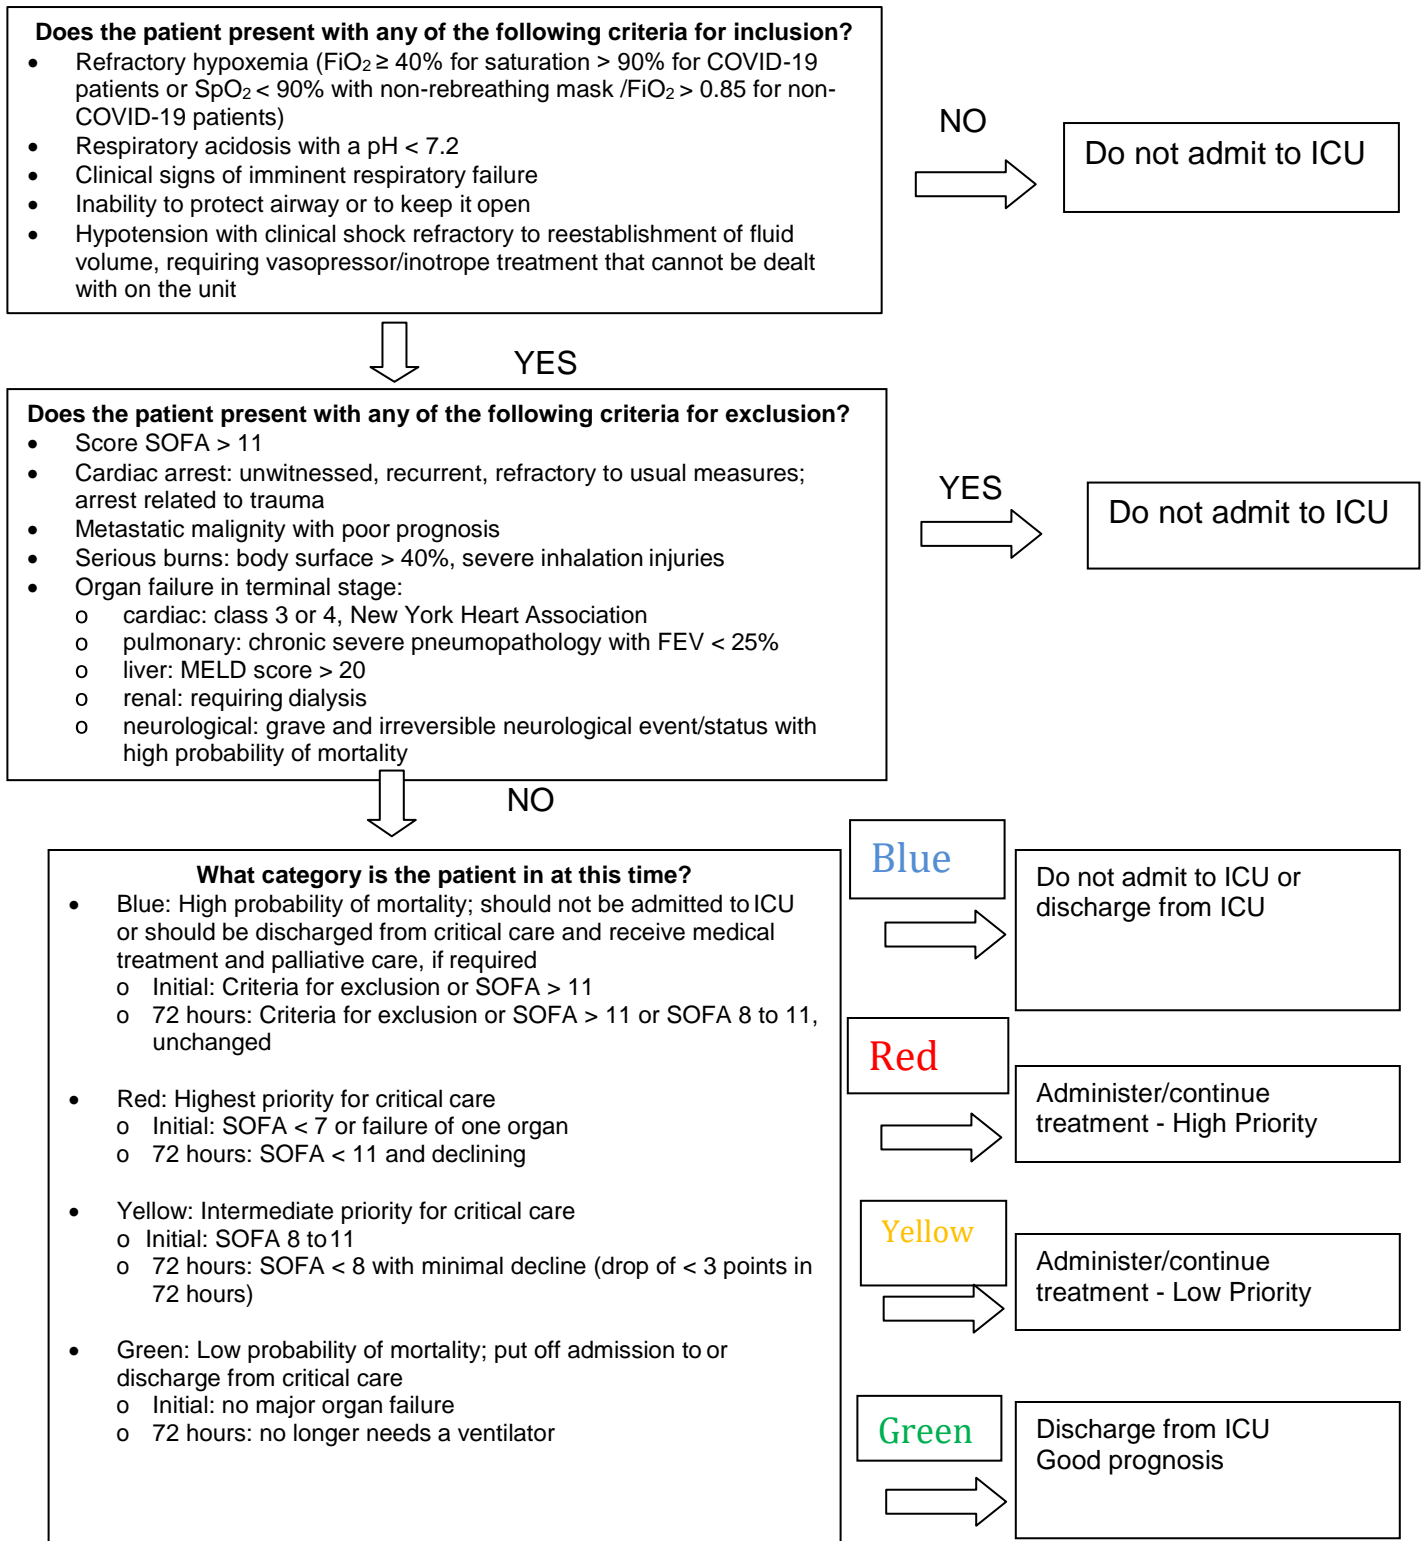 Does the patient present with any of the following criteria for inclusion?
• Refractory hypoxemia (FiO₂ ≥ 40% for saturation > 90% for COVID-19
patients or SpO₂ < 90% with non-rebreathing mask /FiO₂ > 0.85 for non-
COVID-19 patients)
• Respiratory acidosis with a pH < 7.2
• Clinical signs of imminent respiratory failure
• Inability to protect airway or to keep it open
• Hypotension with clinical shock refractory to reestablishment of fluid
volume, requiring vasopressor/inotrope treatment that cannot be dealt
with on the unit
NO
Do not admit to ICU
YES
Does the patient present with any of the following criteria for exclusion?
• Score SOFA > 11
• Cardiac arrest: unwitnessed, recurrent, refractory to usual measures;
arrest related to trauma
• Metastatic malignity with poor prognosis
• Serious burns: body surface > 40%, severe inhalation injuries
• Organ failure in terminal stage:
o cardiac: class 3 or 4, New York Heart Association
o pulmonary: chronic severe pneumopathology with FEV < 25%
o liver: MELD score > 20
o renal: requiring dialysis
o neurological: grave and irreversible neurological event/status with
high probability of mortality
YES
Do not admit to ICU
NO
What category is the patient in at this time?
• Blue: High probability of mortality; should not be admitted to ICU
or should be discharged from critical care and receive medical
treatment and palliative care, if required
o Initial: Criteria for exclusion or SOFA > 11
o 72 hours: Criteria for exclusion or SOFA > 11 or SOFA 8 to 11,
unchanged
• Red: Highest priority for critical care
o Initial: SOFA < 7 or failure of one organ
o 72 hours: SOFA < 11 and declining
• Yellow: Intermediate priority for critical care
o Initial: SOFA 8 to 11
o 72 hours: SOFA < 8 with minimal decline (drop of < 3 points in
72 hours)
• Green: Low probability of mortality; put off admission to or
discharge from critical care
o Initial: no major organ failure
o 72 hours: no longer needs a ventilator
Blue
Do not admit to ICU or
discharge from ICU
Red
Administer/continue
treatment - High Priority
Yellow
Administer/continue
treatment - Low Priority
Green
Discharge from ICU
Good prognosis